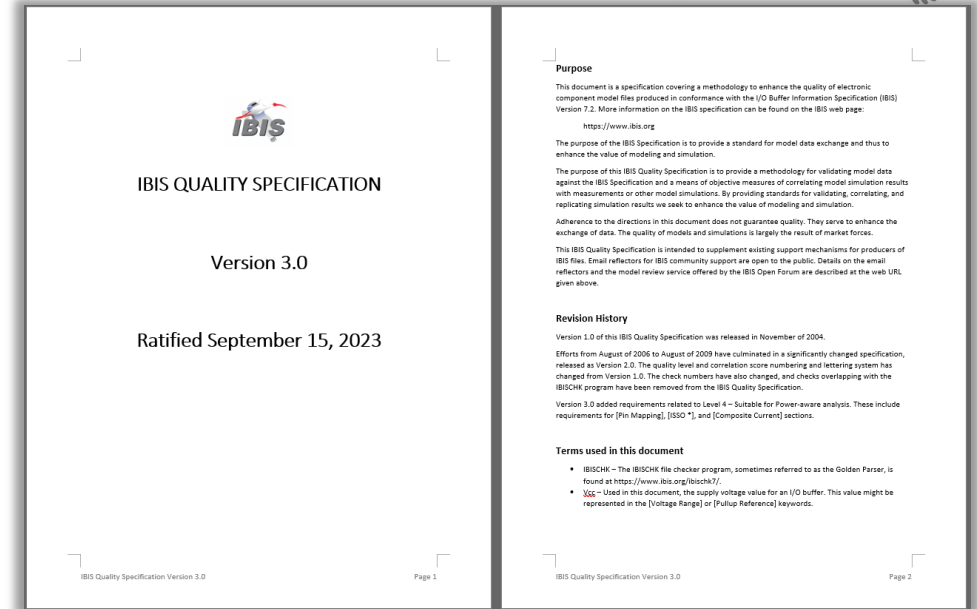 IBIS
IBIS QUALITY SPECIFICATION
Version 3.0
Ratified September 15, 2023
IBIS Quality Specification Version 3.0
Page 1
Purpose
This document is a specification covering a methodology to enhance the quality of electronic
component model files produced in conformance with the I/O Buffer Information Specification (IBIS)
Version 7.2. More information on the IBIS specification can be found on the IBIS web page:
https://www.ibis.org
The purpose of the IBIS Specification is to provide a standard for model data exchange and thus to
enhance the value of modeling and simulation.
The purpose of this IBIS Quality Specification is to provide a methodology for validating model data
against the IBIS Specification and a means of objective measures of correlating model simulation results
with measurements or other model simulations. By providing standards for validating, correlating, and
replicating simulation results we seek to enhance the value of modeling and simulation.
Adherence to the directions in this document does not guarantee quality. They serve to enhance the
exchange of data. The quality of models and simulations is largely the result of market forces.
This IBIS Quality Specification is intended to supplement existing support mechanisms for producers of
IBIS files. Email reflectors for IBIS community support are open to the public. Details on the email
reflectors and the model review service offered by the IBIS Open Forum are described at the web URL
given above.
Revision History
Version 1.0 of this IBIS Quality Specification was released in November of 2004.
Efforts from August of 2006 to August of 2009 have culminated in a significantly changed specification,
released as Version 2.0. The quality level and correlation score numbering and lettering system has
changed from Version 1.0. The check numbers have also changed, and checks overlapping with the
IBISCHK program have been removed from the IBIS Quality Specification.
Version 3.0 added requirements related to Level 4 – Suitable for Power-aware analysis. These include
requirements for [Pin Mapping], [ISSO *], and [Composite Current] sections.
Terms used in this document
• IBISCHK – The IBISCHK file checker program, sometimes referred to as the Golden Parser, is
found at https://www.ibis.org/ibischk7/.
• Vcc – Used in this document, the supply voltage value for an I/O buffer. This value might be
represented in the [Voltage Range] or [Pullup Reference] keywords.
IBIS Quality Specification Version 3.0
Page 2